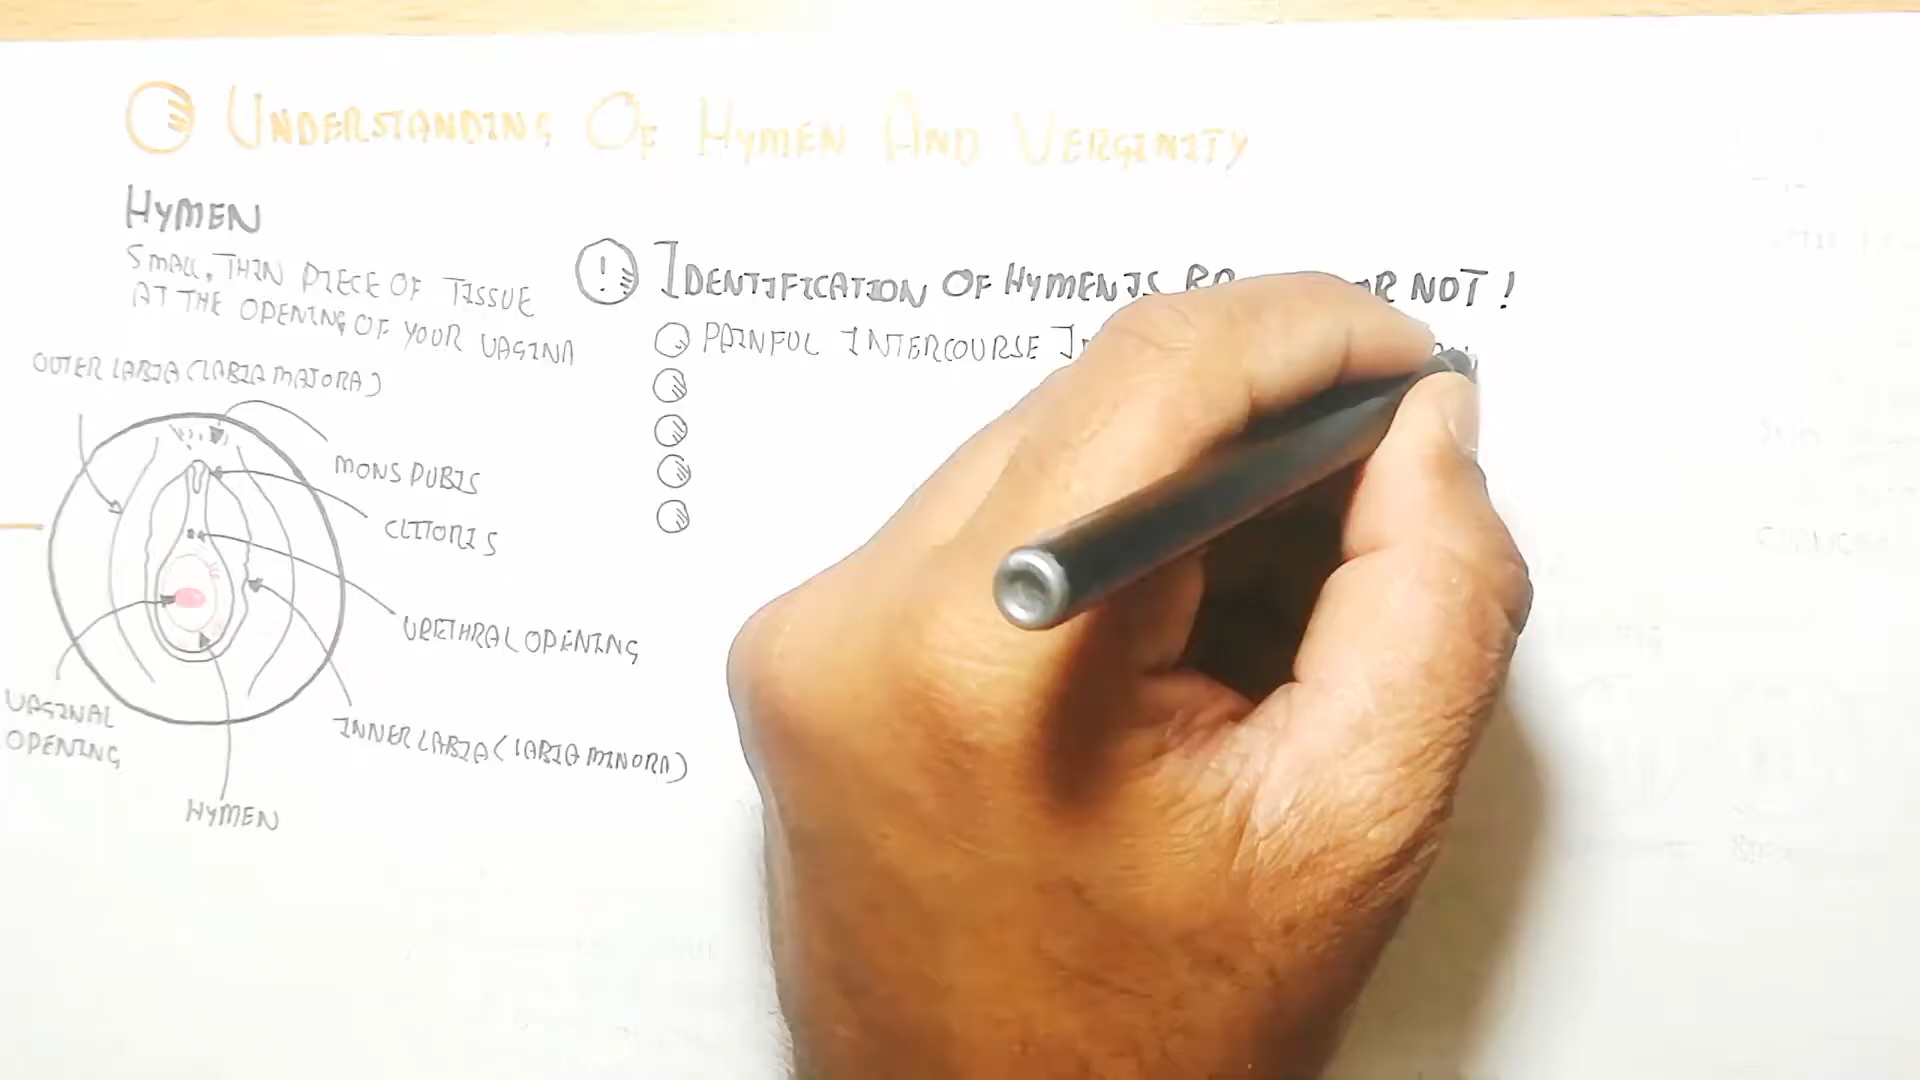 UNDERSTANDING OF HYMEN AND VERGINITY
HYMEN
SMALL, THIN PIECE OF TISSUE
AT THE OPENING OF YOUR VAGINA
! IDENTIFICATION OF HYMEN IS OR NOT!
PAINFUL INTERCOURSE
OUTER LABIA (LABIA MAJORA)
MONS PUBIS
CLITORIS
URETHRAL OPENING
INNER LABIA (LABIA MINORA)
VAGINAL
OPENING
HYMEN